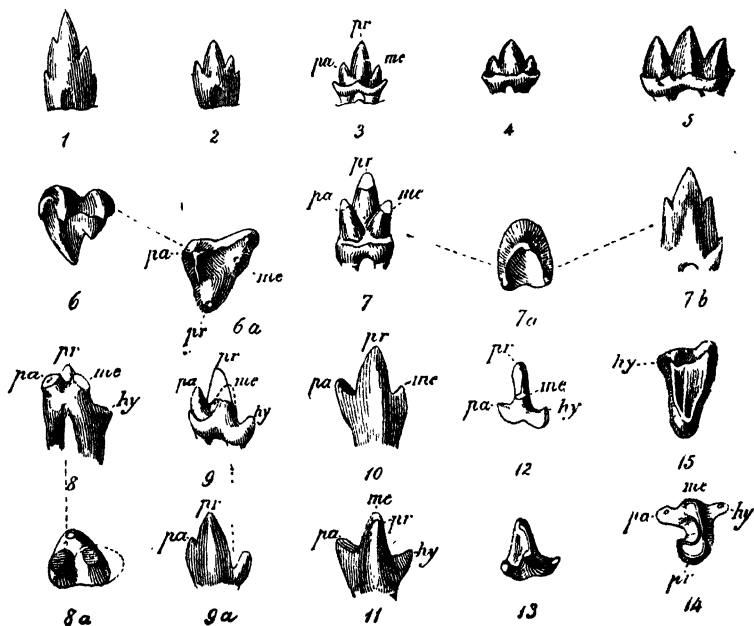 pr
pa me
1 2 3 4 5
pr
pa me
pa me
6 pr 6a 7 7a 7b
pr pr pr pr
pa me pa me pa me me hy
hy hy pa hy
8 9 10 12 15
pr me me
pa pa pr pa hy
hy
pr
8a 9a 11 13 14